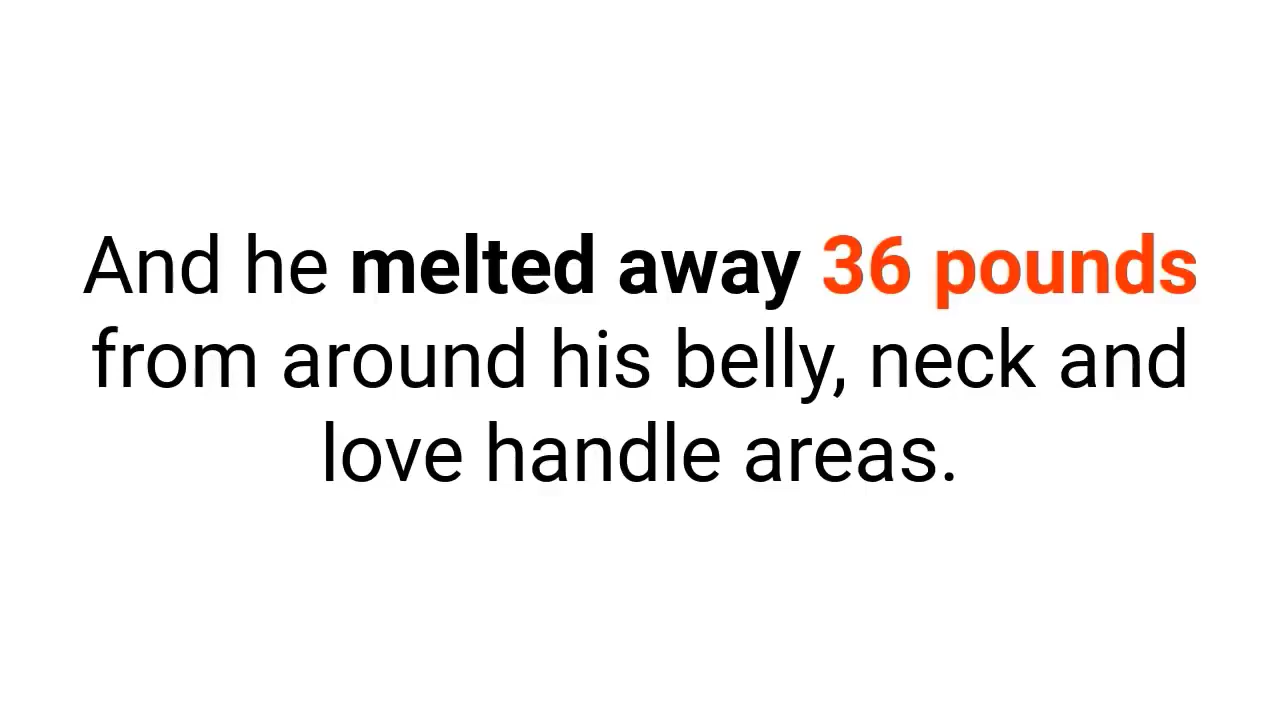 And he melted away 36 pounds
from around his belly, neck and
love handle areas.